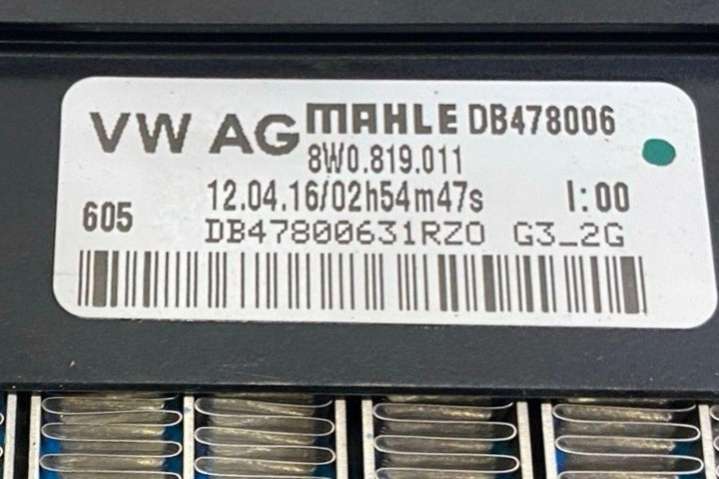 VW AG MAHLE DB478006
8W0.819.011
12.04.16/02h54m47s I:00
605
DB47800631RZO G3_2G